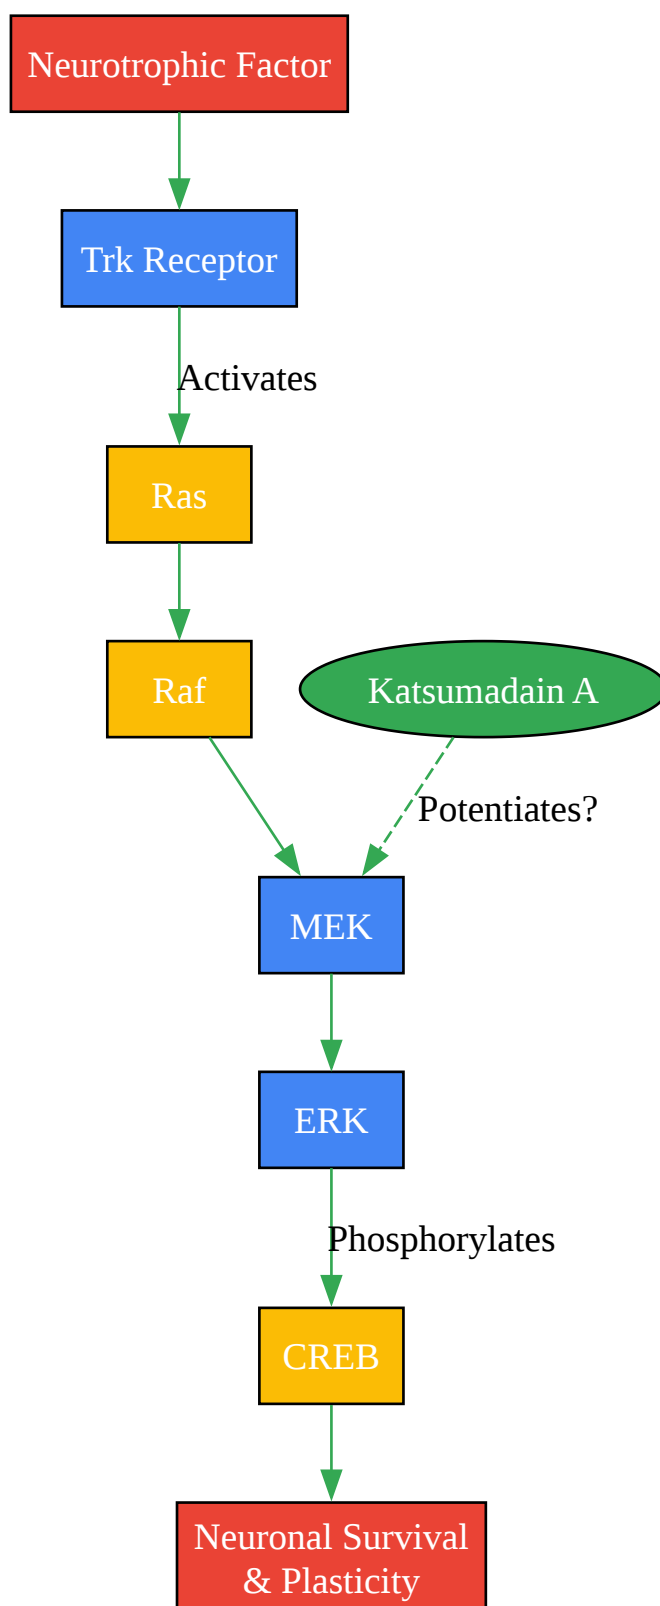 Neurotrophic Factor
Trk Receptor
Activates
Ras
Raf
Katsumadain A
Potentiates?
MEK
ERK
Phosphorylates
CREB
Neuronal Survival
& Plasticity